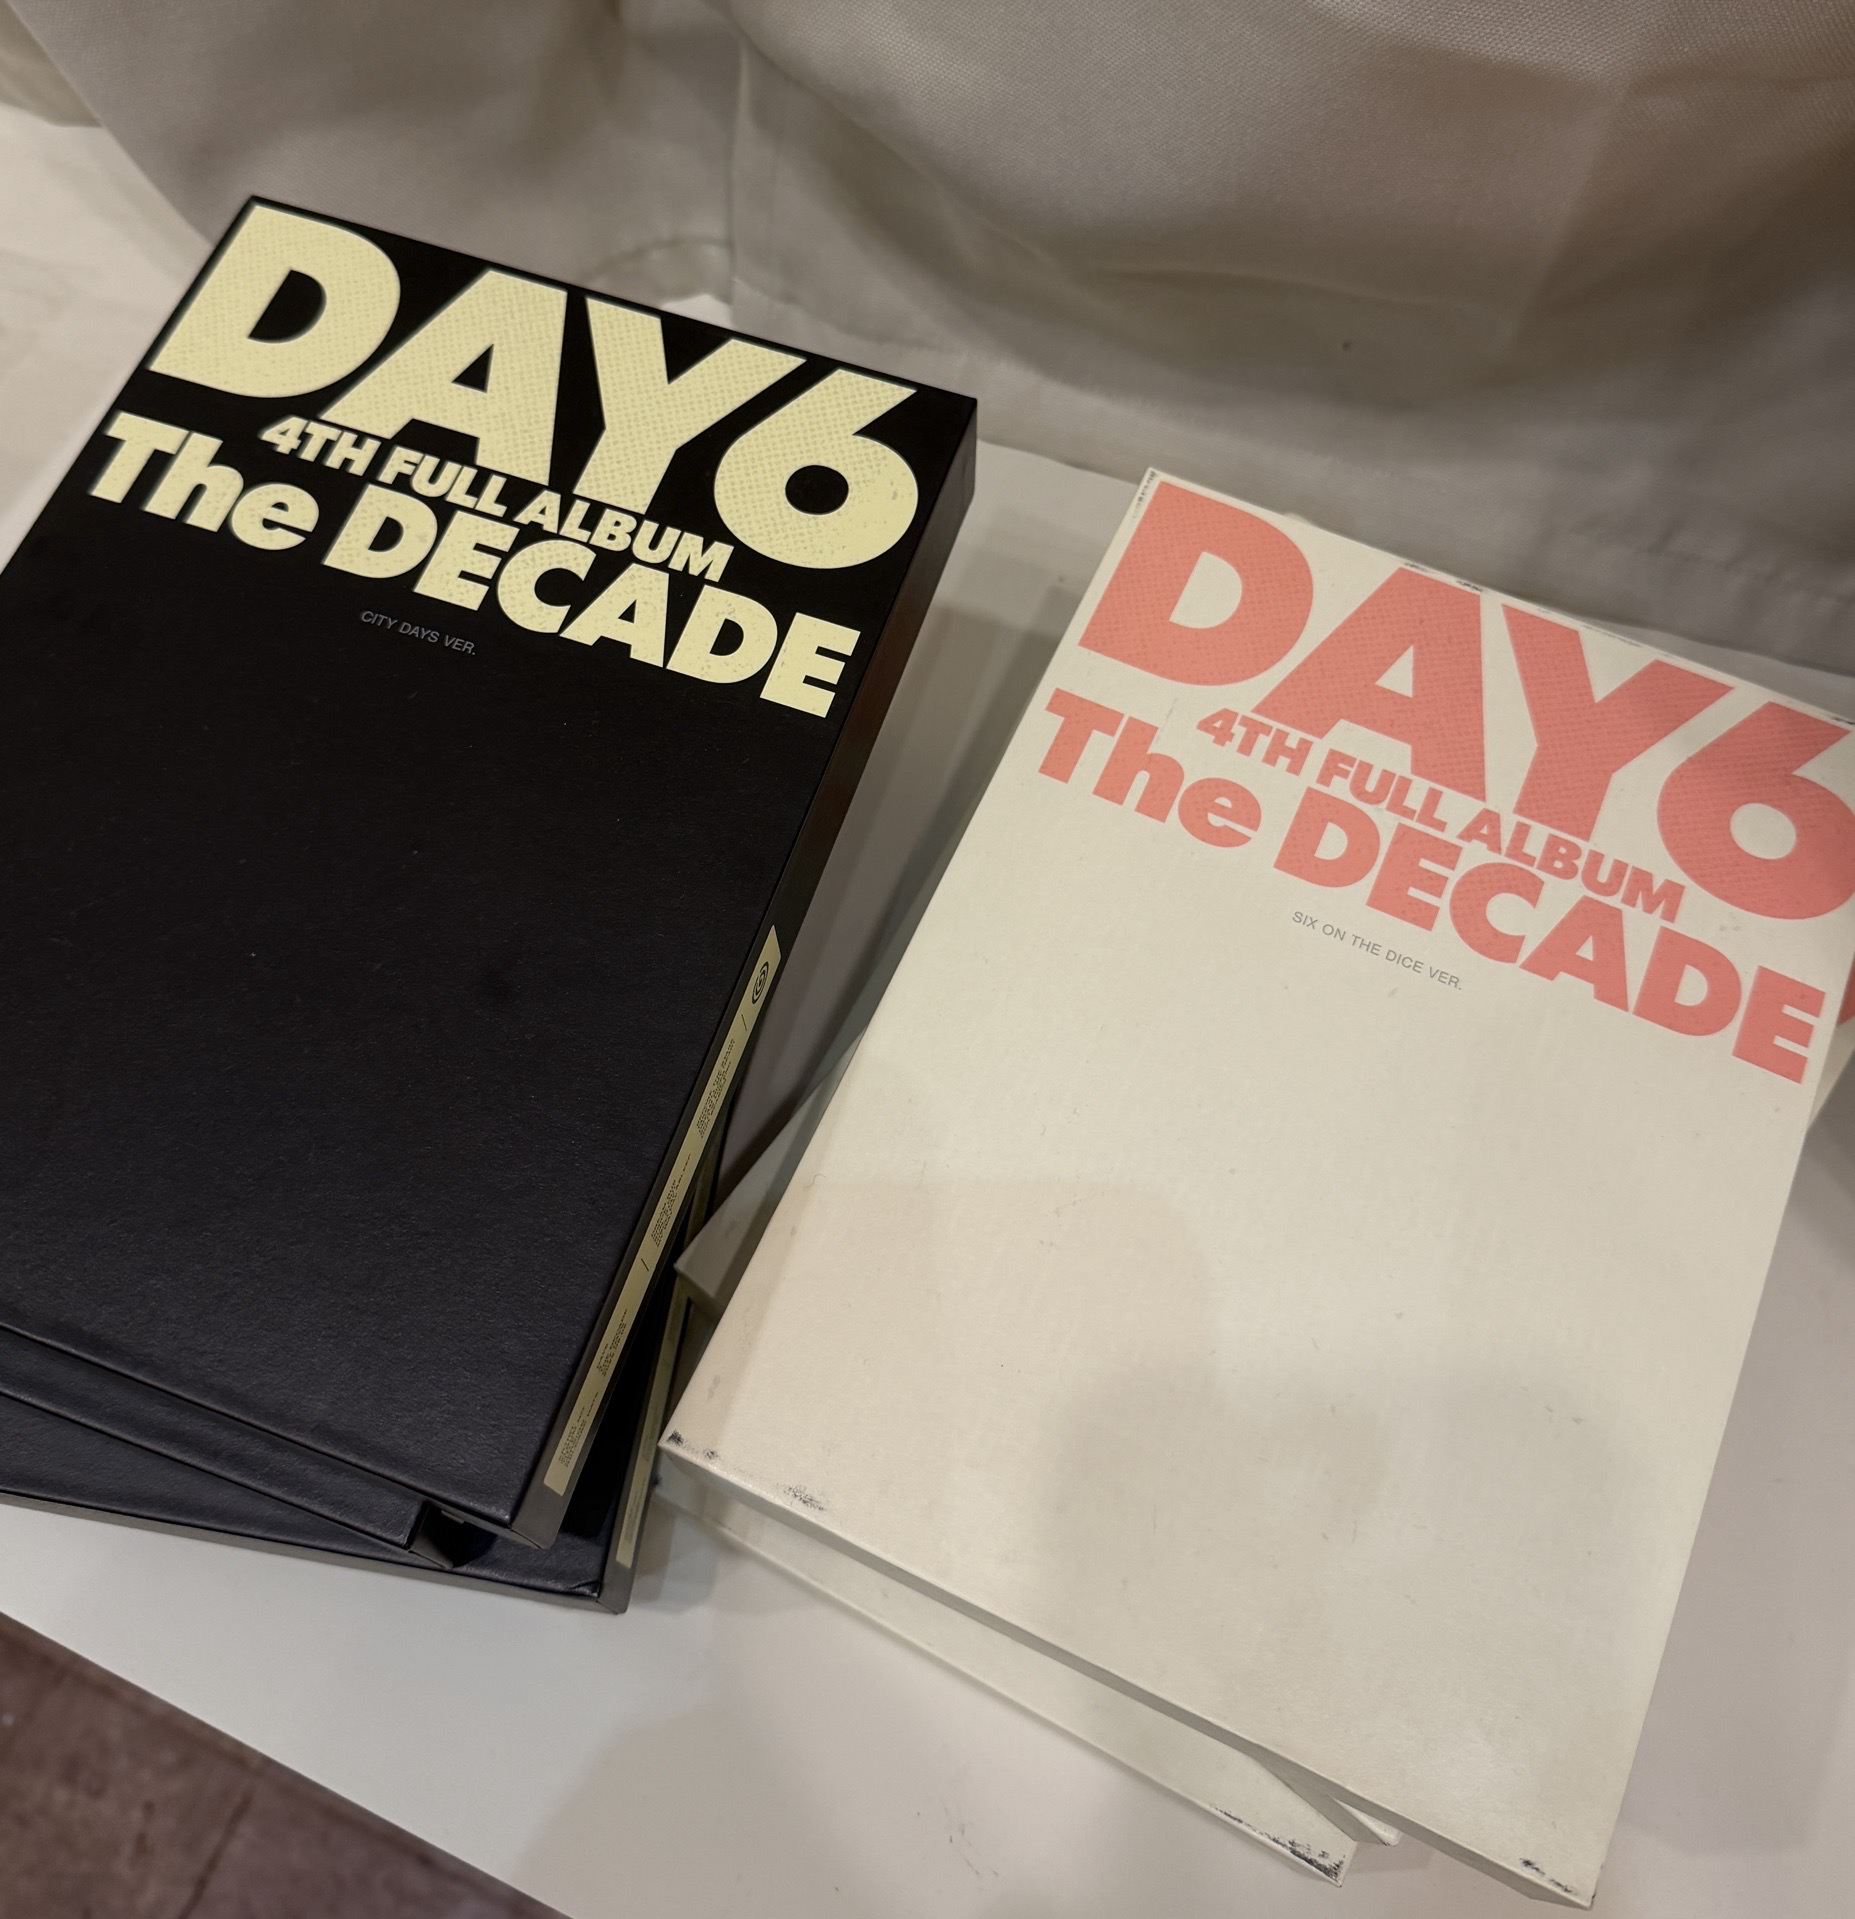 DAY6
4TH FULL ALBUM
The DECADE
CITY DAYS VER.
DAY6
4TH FULL ALBUM
The DECADE
SIX ON THE DICE VER.